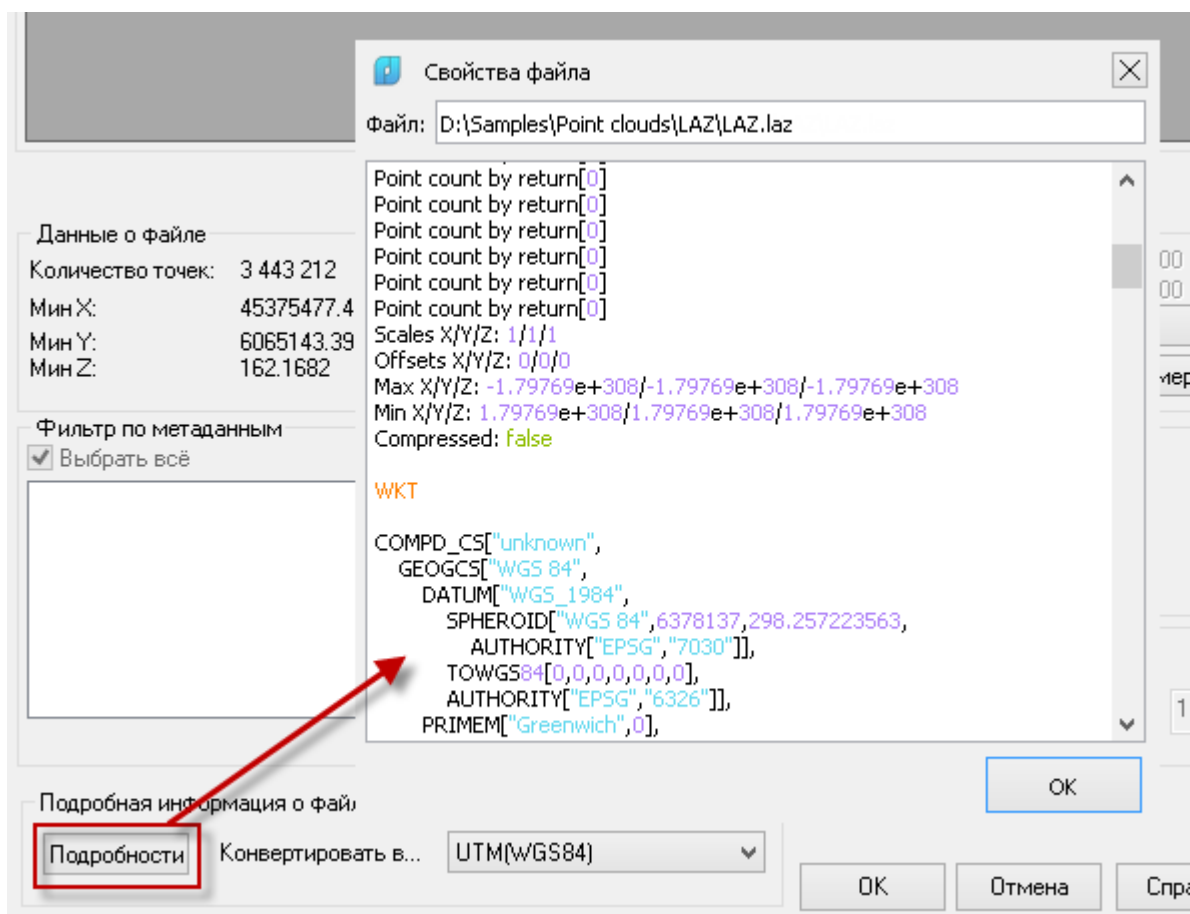 Свойства файла
Файл: D:\Samples\Point clouds\LAZ\LAZ.laz
Point count by return[0]
Point count by return[0]
Point count by return[0]
Point count by return[0]
Point count by return[0]
Point count by return[0]
Scales X/Y/Z: 1/1/1
Offsets X/Y/Z: 0/0/0
Max X/Y/Z: -1.79769e+308/-1.79769e+308/-1.79769e+308
Min X/Y/Z: 1.79769e+308/1.79769e+308/1.79769e+308
Compressed: false
WKT
COMPD_CS["unknown",
GEOGCS["WGS 84",
DATUM["WGS_1984",
SPHEROID["WGS 84",6378137,298.257223563,
AUTHORITY["EPSG","7030"]],
TOWGS84[0,0,0,0,0,0,0],
AUTHORITY["EPSG","6326"]],
PRIMEM["Greenwich",0],
OK
Данные о файле
Количество точек: 3 443 212
Мин X: 45375477.4
Мин Y: 6065143.39
Мин Z: 162.1682
00
00
мер
Фильтр по метаданным
Выбрать всё
1
Подробная информация о фай
Подробности
Конвертировать в... UTM(WGS84)
OK
Отмена
Спра